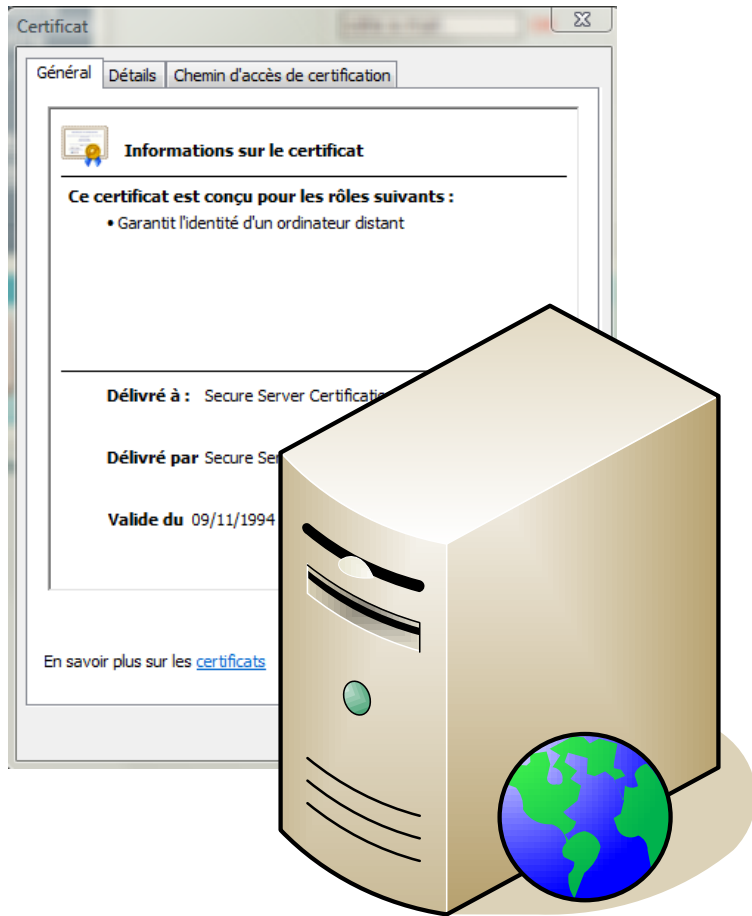 Certificat
Général Détails Chemin d'accès de certification
Informations sur le certificat
Ce certificat est conçu pour les rôles suivants :
• Garantit l'identité d'un ordinateur distant
Délivré à : Secure Server
Délivré par Secure
Valide du 09/11/1994
En savoir plus sur les certificats